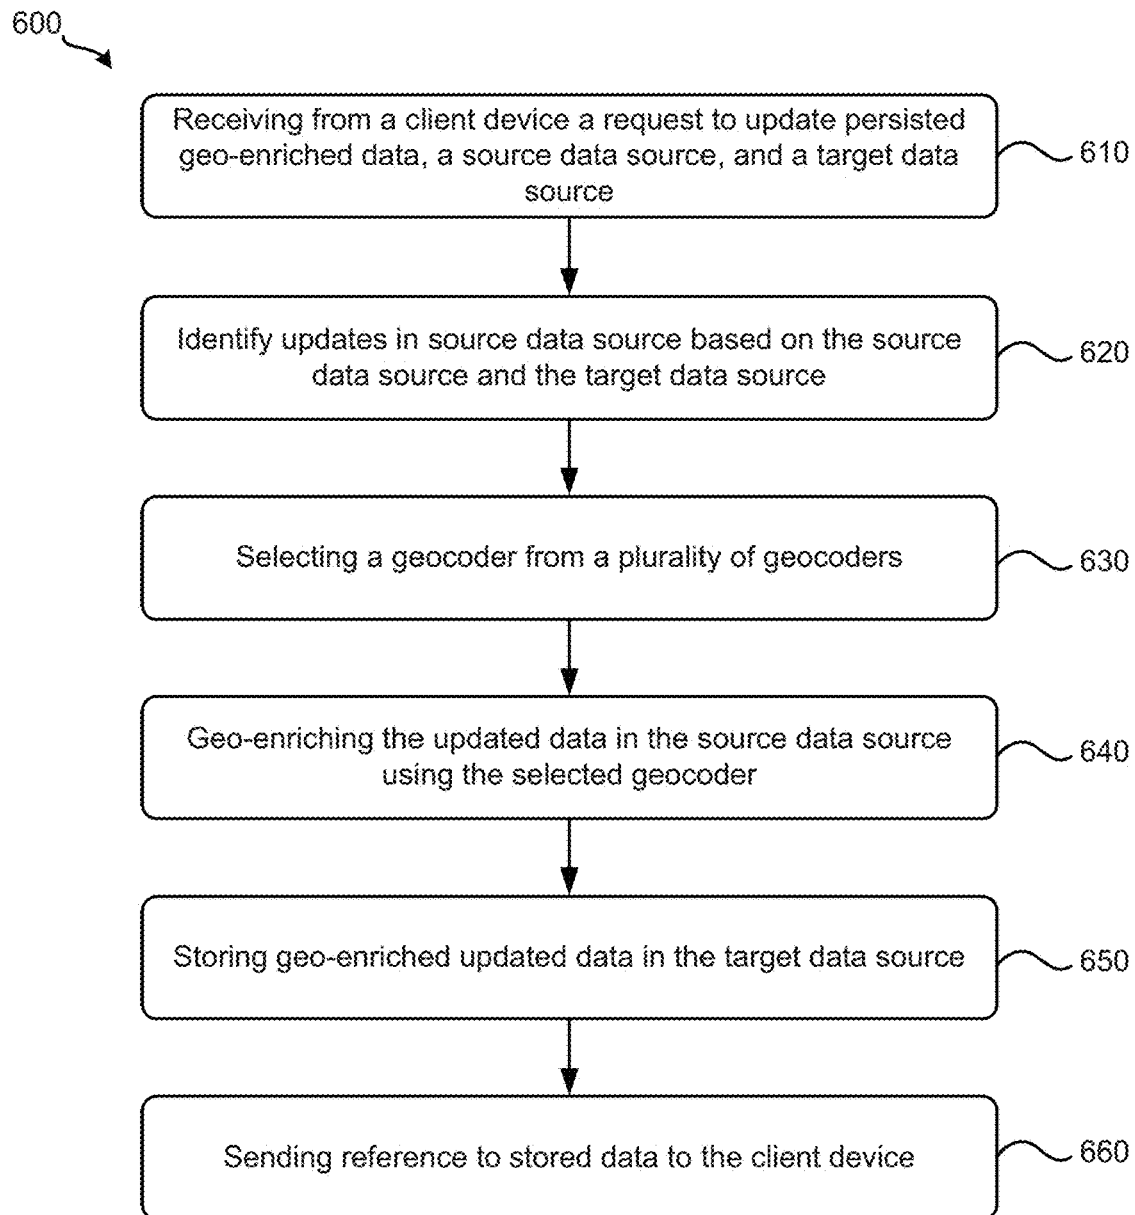 600
Receiving from a client device a request to update persisted
geo-enriched data, a source data source, and a target data
source
610
Identify updates in source data source based on the source
data source and the target data source
620
Selecting a geocoder from a plurality of geocoders
630
Geo-enriching the updated data in the source data source
using the selected geocoder
640
Storing geo-enriched updated data in the target data source
650
Sending reference to stored data to the client device
660